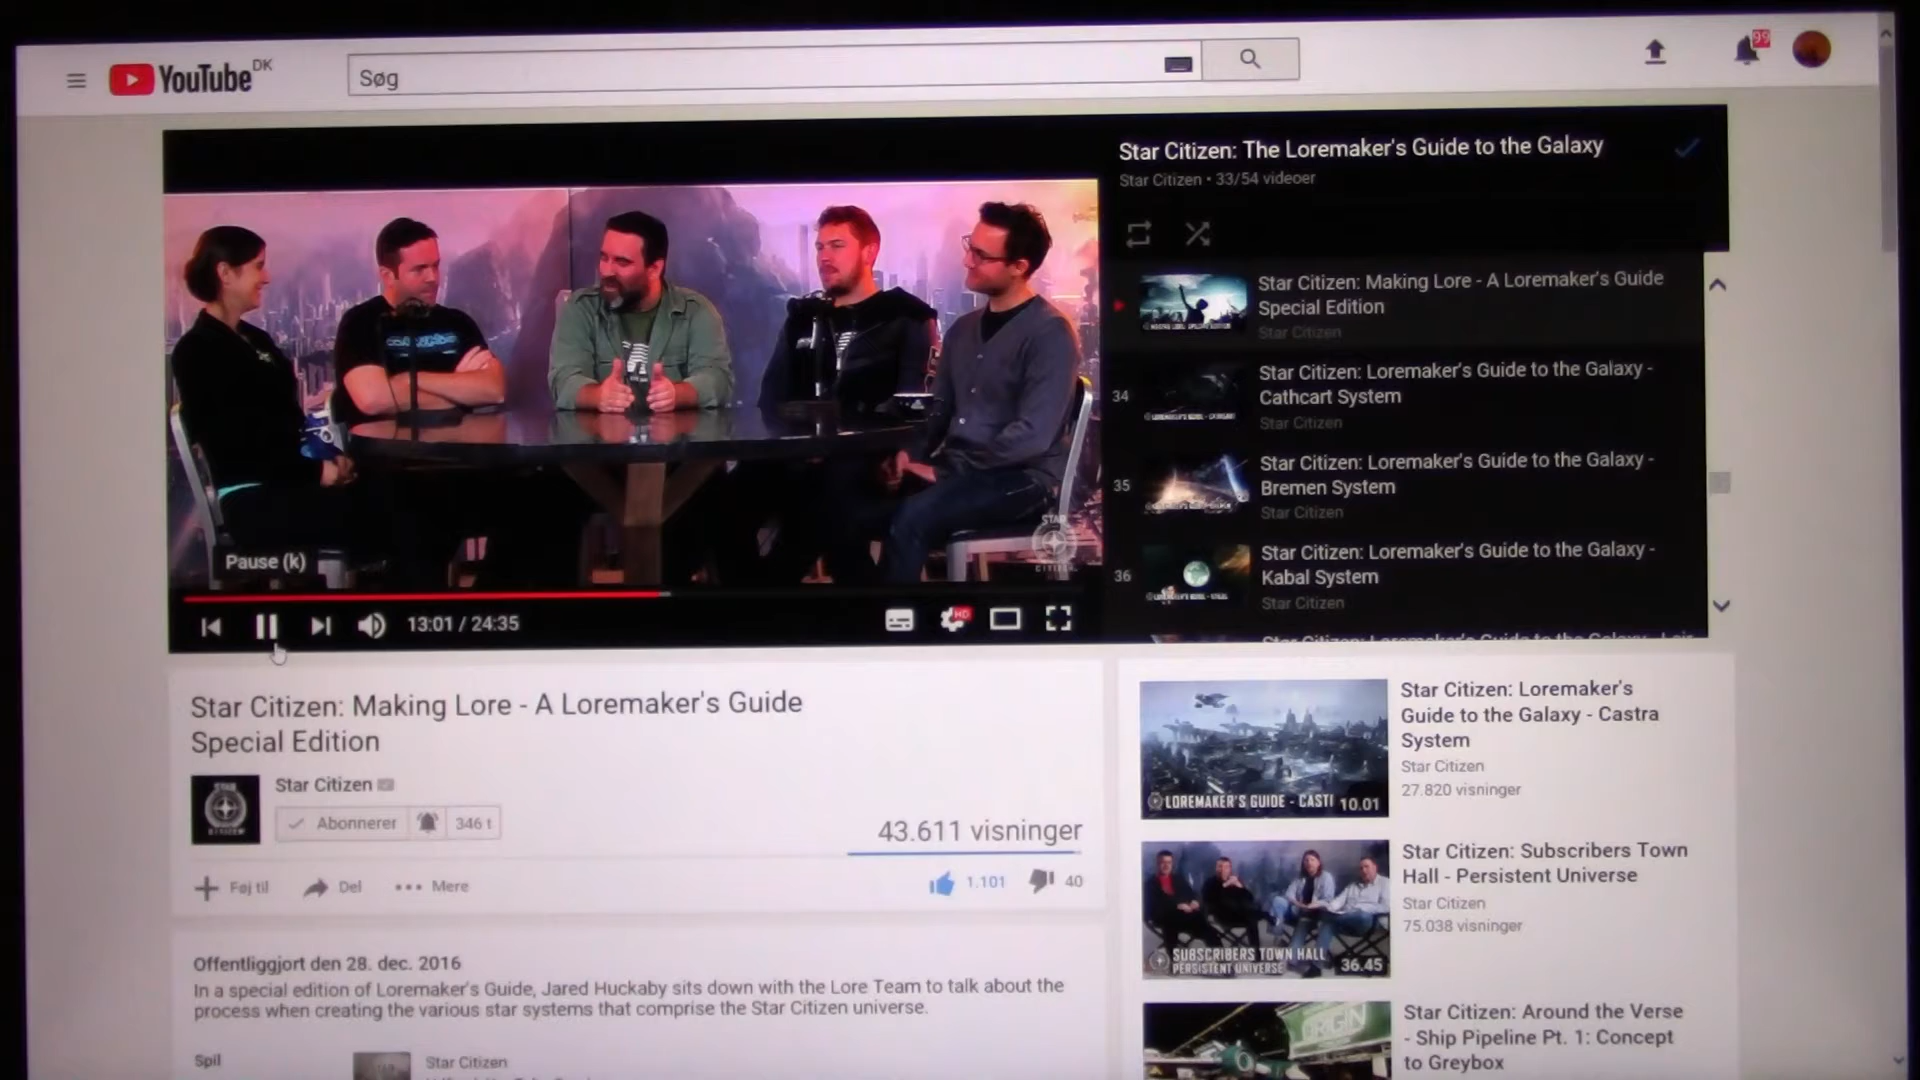 YouTube DK
Søg
99
Star Citizen: The Loremaker's Guide to the Galaxy
Star Citizen • 33/54 videoer
Star Citizen: Making Lore - A Loremaker's Guide
Special Edition
Star Citizen
34
Star Citizen: Loremaker's Guide to the Galaxy -
Cathcart System
Star Citizen
35
Star Citizen: Loremaker's Guide to the Galaxy -
Bremen System
Star Citizen
36
Star Citizen: Loremaker's Guide to the Galaxy -
Kabal System
Star Citizen
STAR
CITIZEN
Pause (k)
13:01 / 24:35
HD
Star Citizen: Making Lore - A Loremaker's Guide
Special Edition
Star Citizen
Abonnerer
346 t
43.611 visninger
Føj til
Del
Mere
1.101
40
Offentliggjort den 28. dec. 2016
In a special edition of Loremaker's Guide, Jared Huckaby sits down with the Lore Team to talk about the
process when creating the various star systems that comprise the Star Citizen universe.
Spil
Star Citizen
Star Citizen: Loremaker's
Guide to the Galaxy - Castra
System
Star Citizen
27.820 visninger
LOREMAKER'S GUIDE - CASTI
10.01
Star Citizen: Subscribers Town
Hall - Persistent Universe
Star Citizen
75.038 visninger
SUBSCRIBERS TOWN HALL
PERSISTENT UNIVERSE
36.45
Star Citizen: Around the Verse
- Ship Pipeline Pt. 1: Concept
to Greybox
ORIGIN